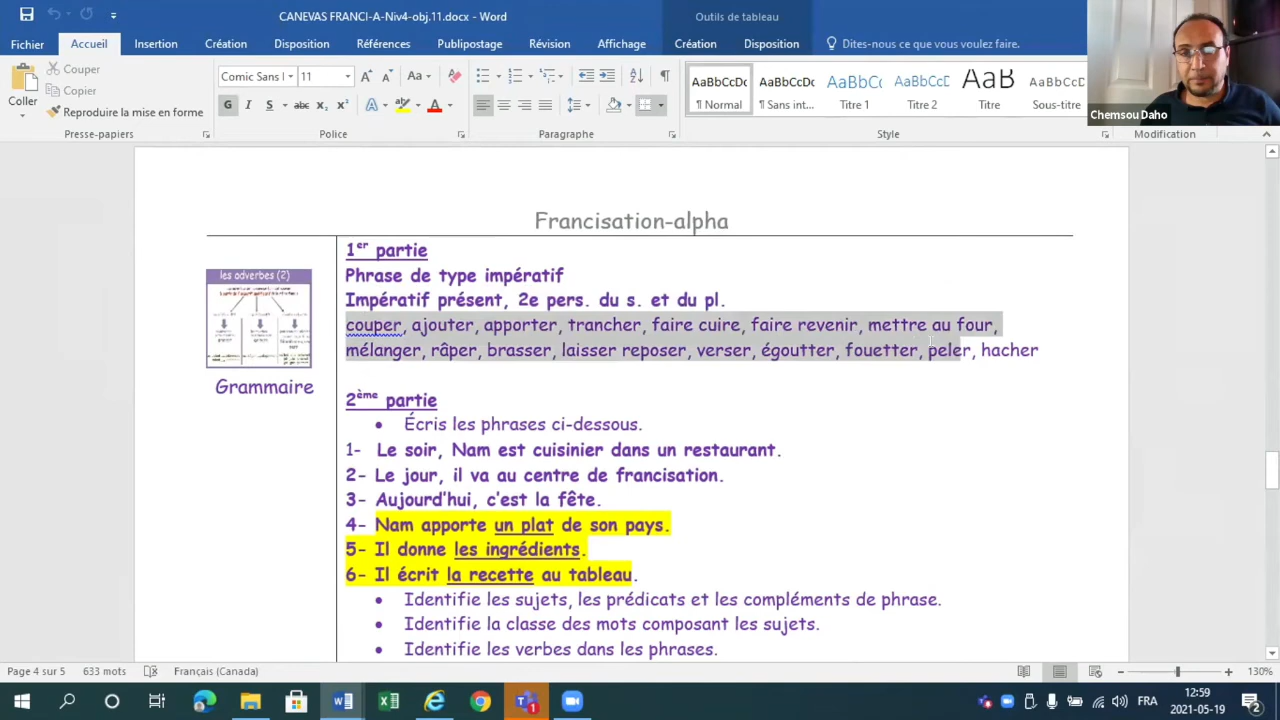 CANEVAS FRANCI-A-Niv4-obj.11.docx - Word
Outils de tableau
Fichier Accueil Insertion Création Disposition Références Publipostage Révision Affichage Création Disposition Dites-nous ce que vous voulez faire.
Coller
Couper
Copier
Reproduire la mise en forme
Comic Sans 11
AaBbCcDc AaBbCcDc AaBbC( AaBbCcD AaB AaBbCcD
¶ Normal ¶ Sans int... Titre 1 Titre 2 Titre Sous-titre
Presse-papiers Police Paragraphe Style Modification
Chemsou Daho
Francisation-alpha
les adverbes (2)
Grammaire
1er partie
Phrase de type impératif
Impératif présent, 2e pers. du s. et du pl.
couper, ajouter, apporter, trancher, faire cuire, faire revenir, mettre au four,
mélanger, râper, brasser, laisser reposer, verser, égoutter, fouetter, peler, hacher
2ème partie
• Écris les phrases ci-dessous.
1- Le soir, Nam est cuisinier dans un restaurant.
2- Le jour, il va au centre de francisation.
3- Aujourd'hui, c'est la fête.
4- Nam apporte un plat de son pays.
5- Il donne les ingrédients.
6- Il écrit la recette au tableau.
• Identifie les sujets, les prédicats et les compléments de phrase.
• Identifie la classe des mots composant les sujets.
• Identifie les verbes dans les phrases.
Page 4 sur 5 633 mots Français (Canada) 130%
FRA
12:59
2021-05-19